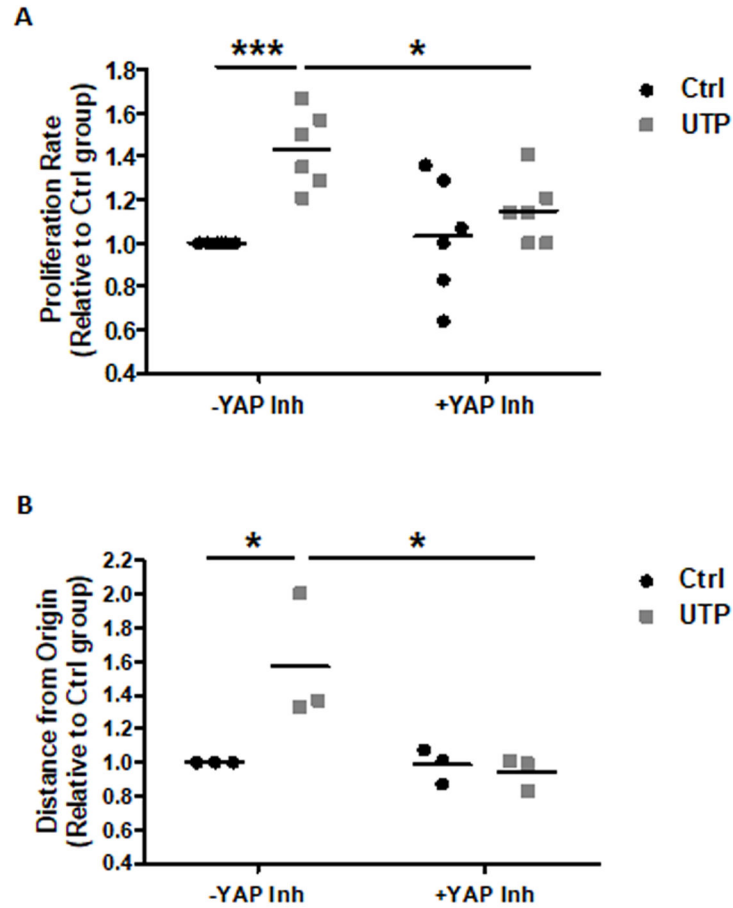 A
*** *
1.8
1.6
1.4
1.2
1.0
0.8
0.6
0.4
Proliferation Rate
(Relative to Ctrl group)
-YAP Inh +YAP Inh
Ctrl
UTP
B
* *
2.2
2.0
1.8
1.6
1.4
1.2
1.0
0.8
0.6
0.4
Distance from Origin
(Relative to Ctrl group)
-YAP Inh +YAP Inh
Ctrl
UTP